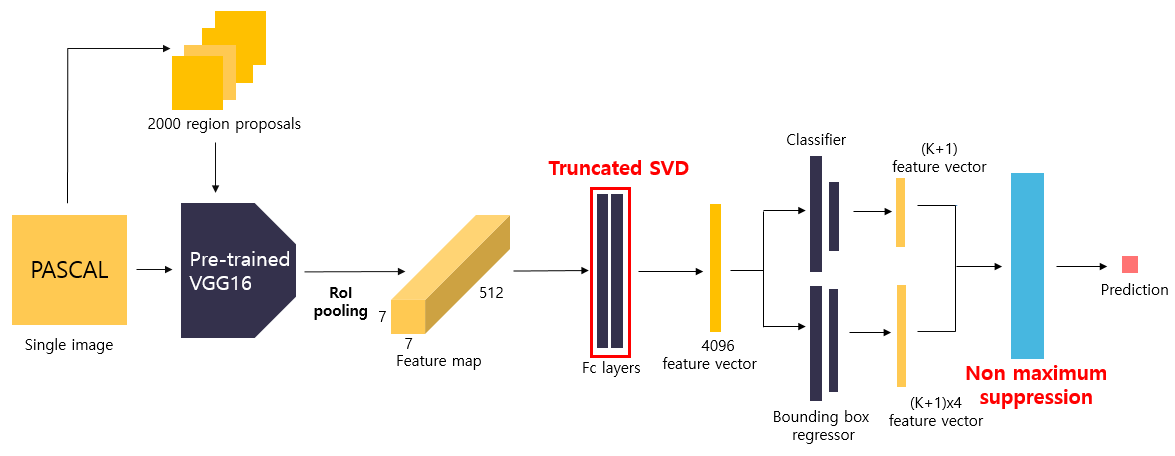 2000 region proposals
PASCAL
Single image
Pre-trained
VGG16
RoI
pooling
7
7
512
Feature map
Truncated SVD
Fc layers
4096
feature vector
Classifier
(K+1)
feature vector
Bounding box
regressor
(K+1)x4
feature vector
Non maximum
suppression
Prediction